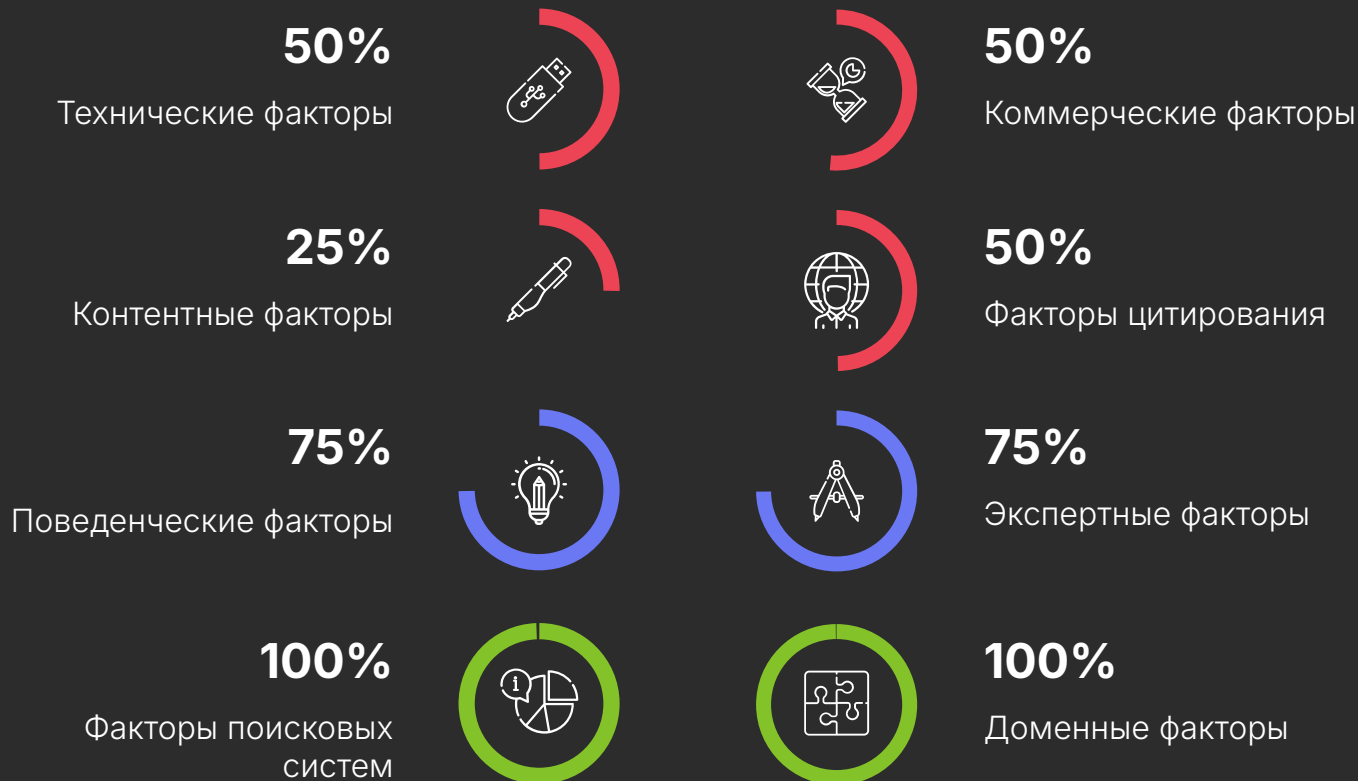 50%
Технические факторы
50%
Коммерческие факторы
25%
Контентные факторы
50%
Факторы цитирования
75%
Поведенческие факторы
75%
Экспертные факторы
100%
Факторы поисковых
систем
100%
Доменные факторы